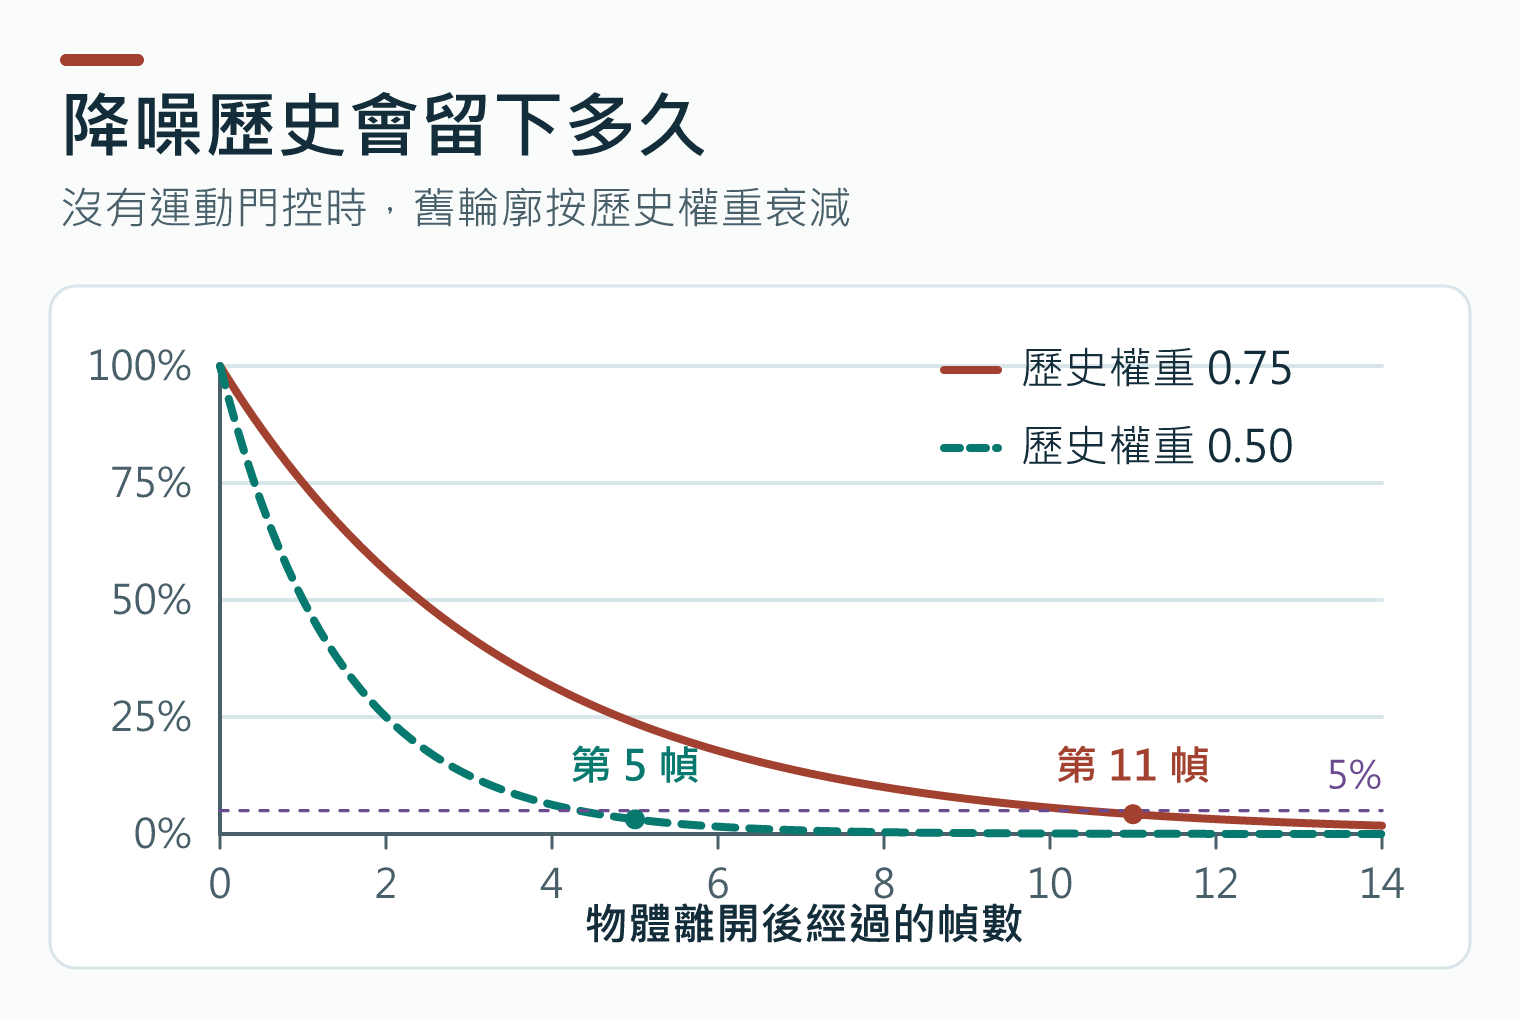 降噪歷史會留下多久
沒有運動門控時，舊輪廓按歷史權重衰減
歷史權重 0.75
歷史權重 0.50
100%
75%
50%
25%
0%
第 5 幀
第 11 幀
5%
0 2 4 6 8 10 12 14
物體離開後經過的幀數